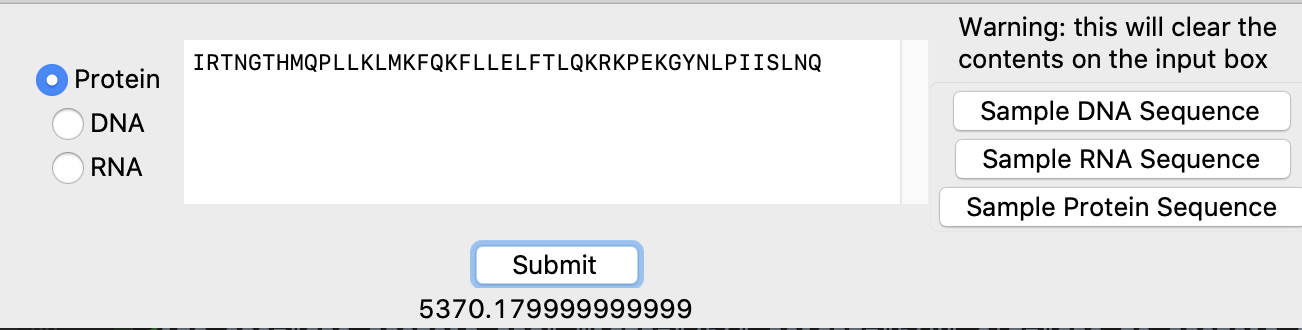 Warning: this will clear the
contents on the input box
Protein
DNA
RNA
IRTNGTHMQPLLKLMKFQKFLLELFTLQKRKPEKGYNLPIISLNQ
Sample DNA Sequence
Sample RNA Sequence
Sample Protein Sequence
Submit
5370.179999999999